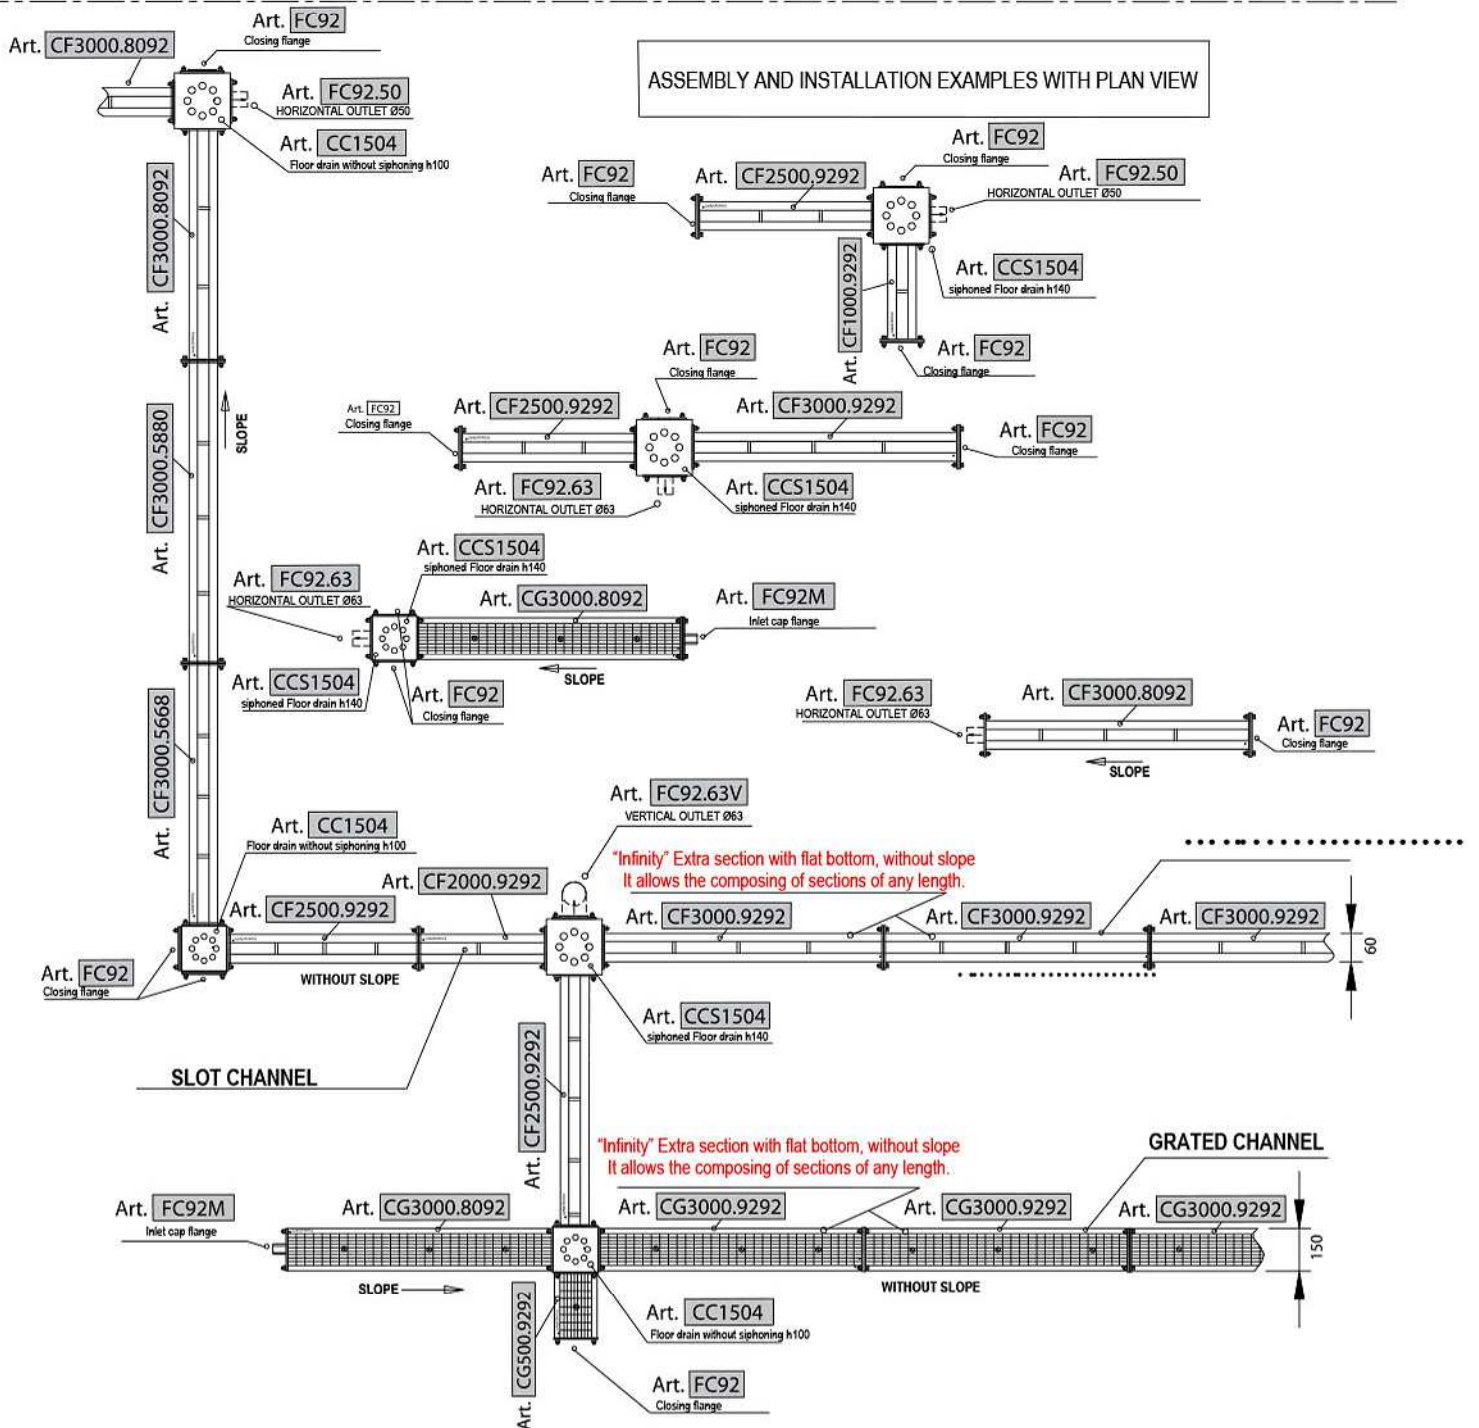 Art. FC92
Closing flange
Art. CF3000.8092
Art. FC92.50
HORIZONTAL OUTLET Ø50
Art. CC1504
Floor drain without siphoning h100
ASSEMBLY AND INSTALLATION EXAMPLES WITH PLAN VIEW
Art. FC92
Closing flange
Art. FC92
Closing flange
Art. CF2500.9292
Art. FC92.50
HORIZONTAL OUTLET Ø50
Art. CCS1504
siphoned Floor drain h140
Art. CF1000.9292
Art. FC92
Closing flange
Art. CF3000.8092
Art. FC92
Closing flange
Art. FC92
Closing flange
Art. CF2500.9292
Art. CF3000.9292
Art. FC92
Closing flange
Art. FC92.63
HORIZONTAL OUTLET Ø63
Art. CCS1504
siphoned Floor drain h140
SLOPE
Art. CF3000.5880
Art. CCS1504
siphoned Floor drain h140
Art. FC92.63
HORIZONTAL OUTLET Ø63
Art. CG3000.8092
Art. FC92M
Inlet cap flange
SLOPE
Art. CCS1504
siphoned Floor drain h140
Art. FC92
Closing flange
Art. FC92.63
HORIZONTAL OUTLET Ø63
Art. CF3000.8092
Art. FC92
Closing flange
SLOPE
Art. CF3000.5668
Art. CC1504
Floor drain without siphoning h100
Art. FC92.63V
VERTICAL OUTLET Ø63
"Infinity" Extra section with flat bottom, without slope
It allows the composing of sections of any length.
Art. CF2500.9292
Art. CF2000.9292
Art. CF3000.9292
Art. CF3000.9292
Art. CF3000.9292
60
Art. FC92
Closing flange
WITHOUT SLOPE
Art. CCS1504
siphoned Floor drain h140
SLOT CHANNEL
Art. CF2500.9292
"Infinity" Extra section with flat bottom, without slope
It allows the composing of sections of any length.
GRATED CHANNEL
Art. FC92M
Inlet cap flange
Art. CG3000.8092
Art. CG3000.9292
Art. CG3000.9292
Art. CG3000.9292
150
SLOPE
WITHOUT SLOPE
Art. CG500.9292
Art. CC1504
Floor drain without siphoning h100
Art. FC92
Closing flange